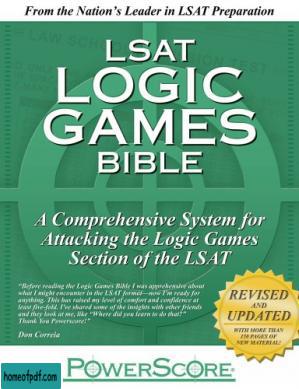 From the Nation's Leader in LSAT Preparation
LSAT
LOGIC
GAMES
BIBLE
A Comprehensive System for
Attacking the Logic Games
Section of the LSAT
"Before reading the Logic Games Bible I was apprehensive about
what I might encounter in the LSAT format—now I'm ready for
anything. This has raised my level of comfort and confidence at
least five-fold. I've shared some of the insights with other friends
and they look at me, like "Where did you learn to do that?"
Thank You Powerscore!"
Don Correia
REVISED
AND
UPDATED
WITH MORE THAN
150 PAGES OF
NEW MATERIAL!
POWERSCORE®
homeofpdf.com